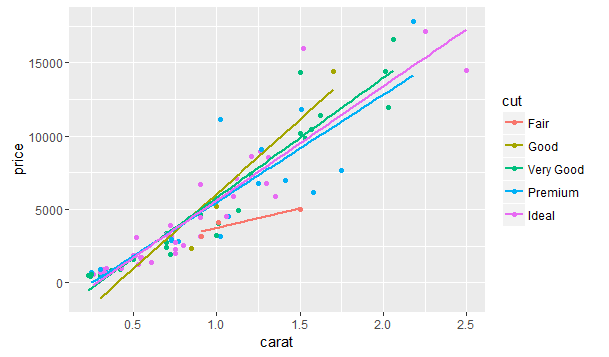 15000
10000
5000
0
price
0.5
1.0
1.5
2.0
2.5
carat
cut
Fair
Good
Very Good
Premium
Ideal